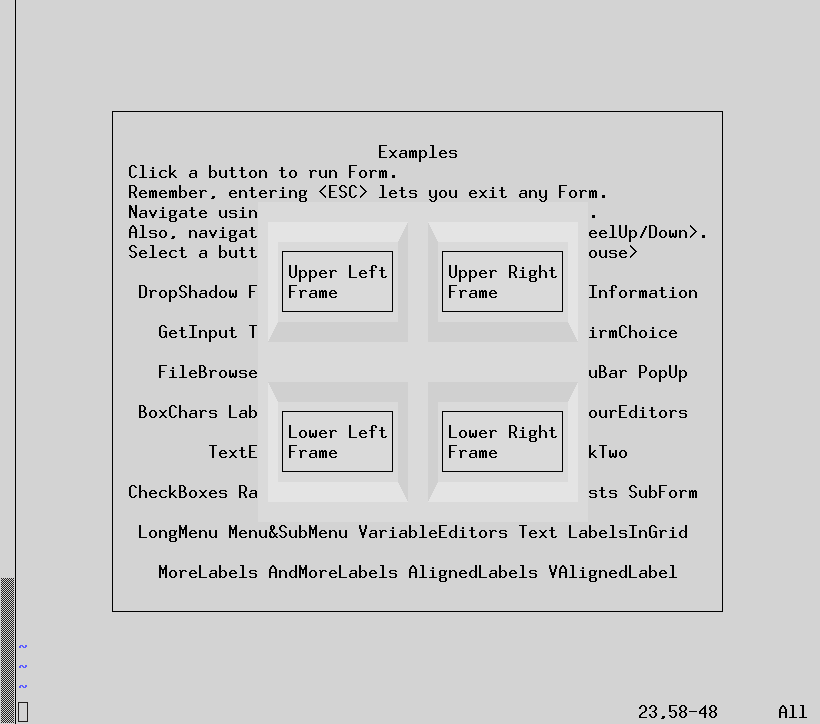 Examples
Click a button to run Form.
Remember, entering <ESC> lets you exit any Form.
Navigate usin .
Also, navigat eelUp/Down>.
Select a butt ouse>
Upper Left Frame
Upper Right Frame
DropShadow F Information
GetInput T irmChoice
FileBrowse uBar PopUp
BoxChars Lab ourEditors
Lower Left Frame
Lower Right Frame
TextE kTwo
CheckBoxes Ra sts SubForm
LongMenu Menu&SubMenu VariableEditors Text LabelsInGrid
MoreLabels AndMoreLabels AlignedLabels VAlignedLabel
~
~
~
23,58-48 All